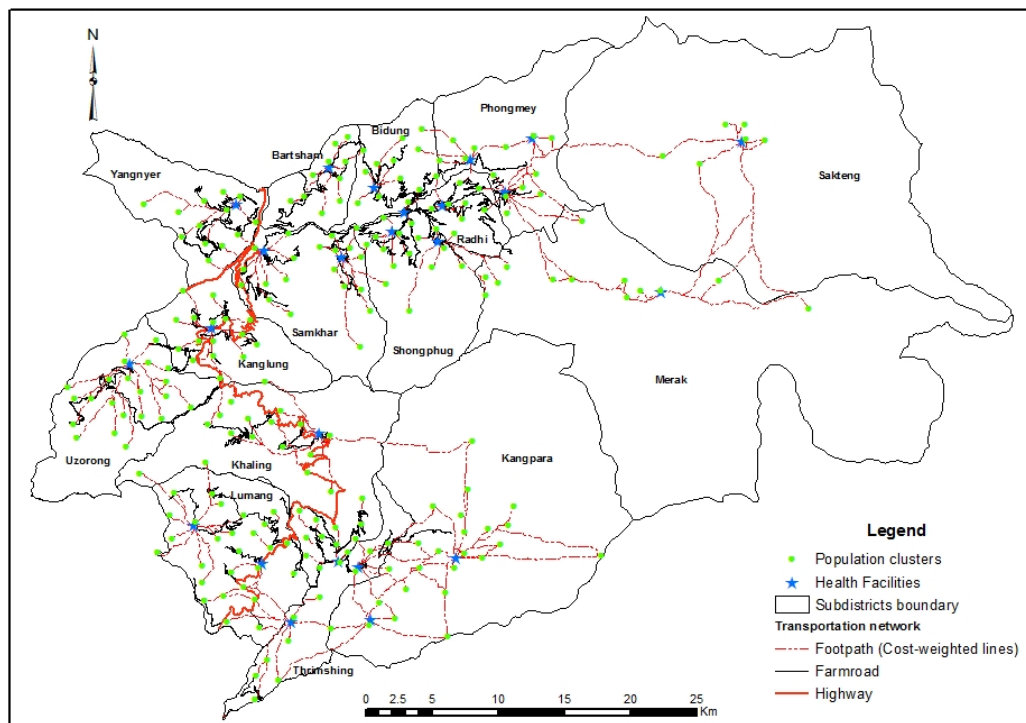 N
Phongmey
Bidung
Bartsham
Yangnyer
Sakteng
Radhi
Samkhar
Shongphug
Kanglung
Merak
Uzorong
Khaling
Kangpara
Lumang
Thrimshing
Legend
Population clusters
Health Facilities
Subdistricts boundary
Transportation network
Footpath (Cost-weighted lines)
Farmroad
Highway
0 2.5 5 10 15 20 25
Km